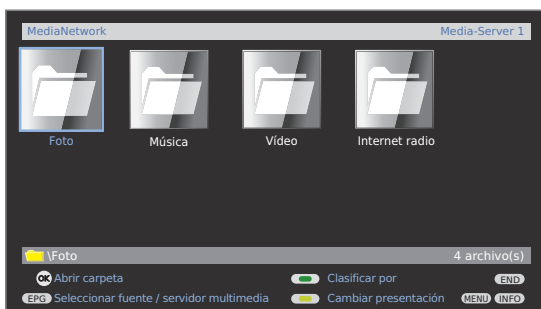 MediaNetwork Media-Server 1
Foto Música Vídeo Internet radio
\Foto 4 archivo(s)
OK Abrir carpeta Clasificar por END
EPG Seleccionar fuente / servidor multimedia Cambiar presentación MENU INFO